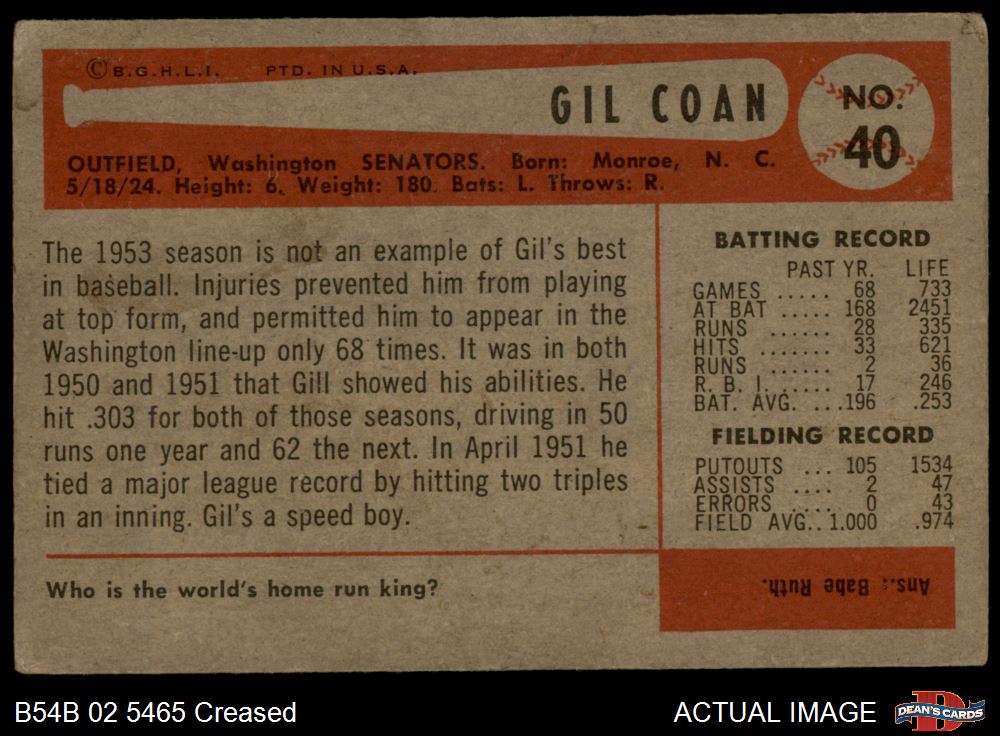 ©B.G.H.L.I. PTD. IN U.S.A.
GIL COAN
NO.
40
OUTFIELD, Washington SENATORS. Born: Monroe, N. C.
5/18/24. Height: 6. Weight: 180. Bats: L. Throws: R.
The 1953 season is not an example of Gil's best
in baseball. Injuries prevented him from playing
at top form, and permitted him to appear in the
Washington line-up only 68 times. It was in both
1950 and 1951 that Gill showed his abilities. He
hit .303 for both of those seasons, driving in 50
runs one year and 62 the next. In April 1951 he
tied a major league record by hitting two triples
in an inning. Gil's a speed boy.
BATTING RECORD
PAST YR. LIFE
GAMES ..... 68 733
AT BAT ..... 168 2451
RUNS ...... 28 335
HITS ....... 33 621
RUNS ...... 2 36
R. B. I. ..... 17 246
BAT. AVG. ....196 .253
FIELDING RECORD
PUTOUTS ... 105 1534
ASSISTS .... 2 47
ERRORS .... 0 43
FIELD AVG.. 1.000 .974
Who is the world's home run king?
Ans.: Babe Ruth.
B54B 02 5465 Creased
ACTUAL IMAGE
DEAN'S CARDS